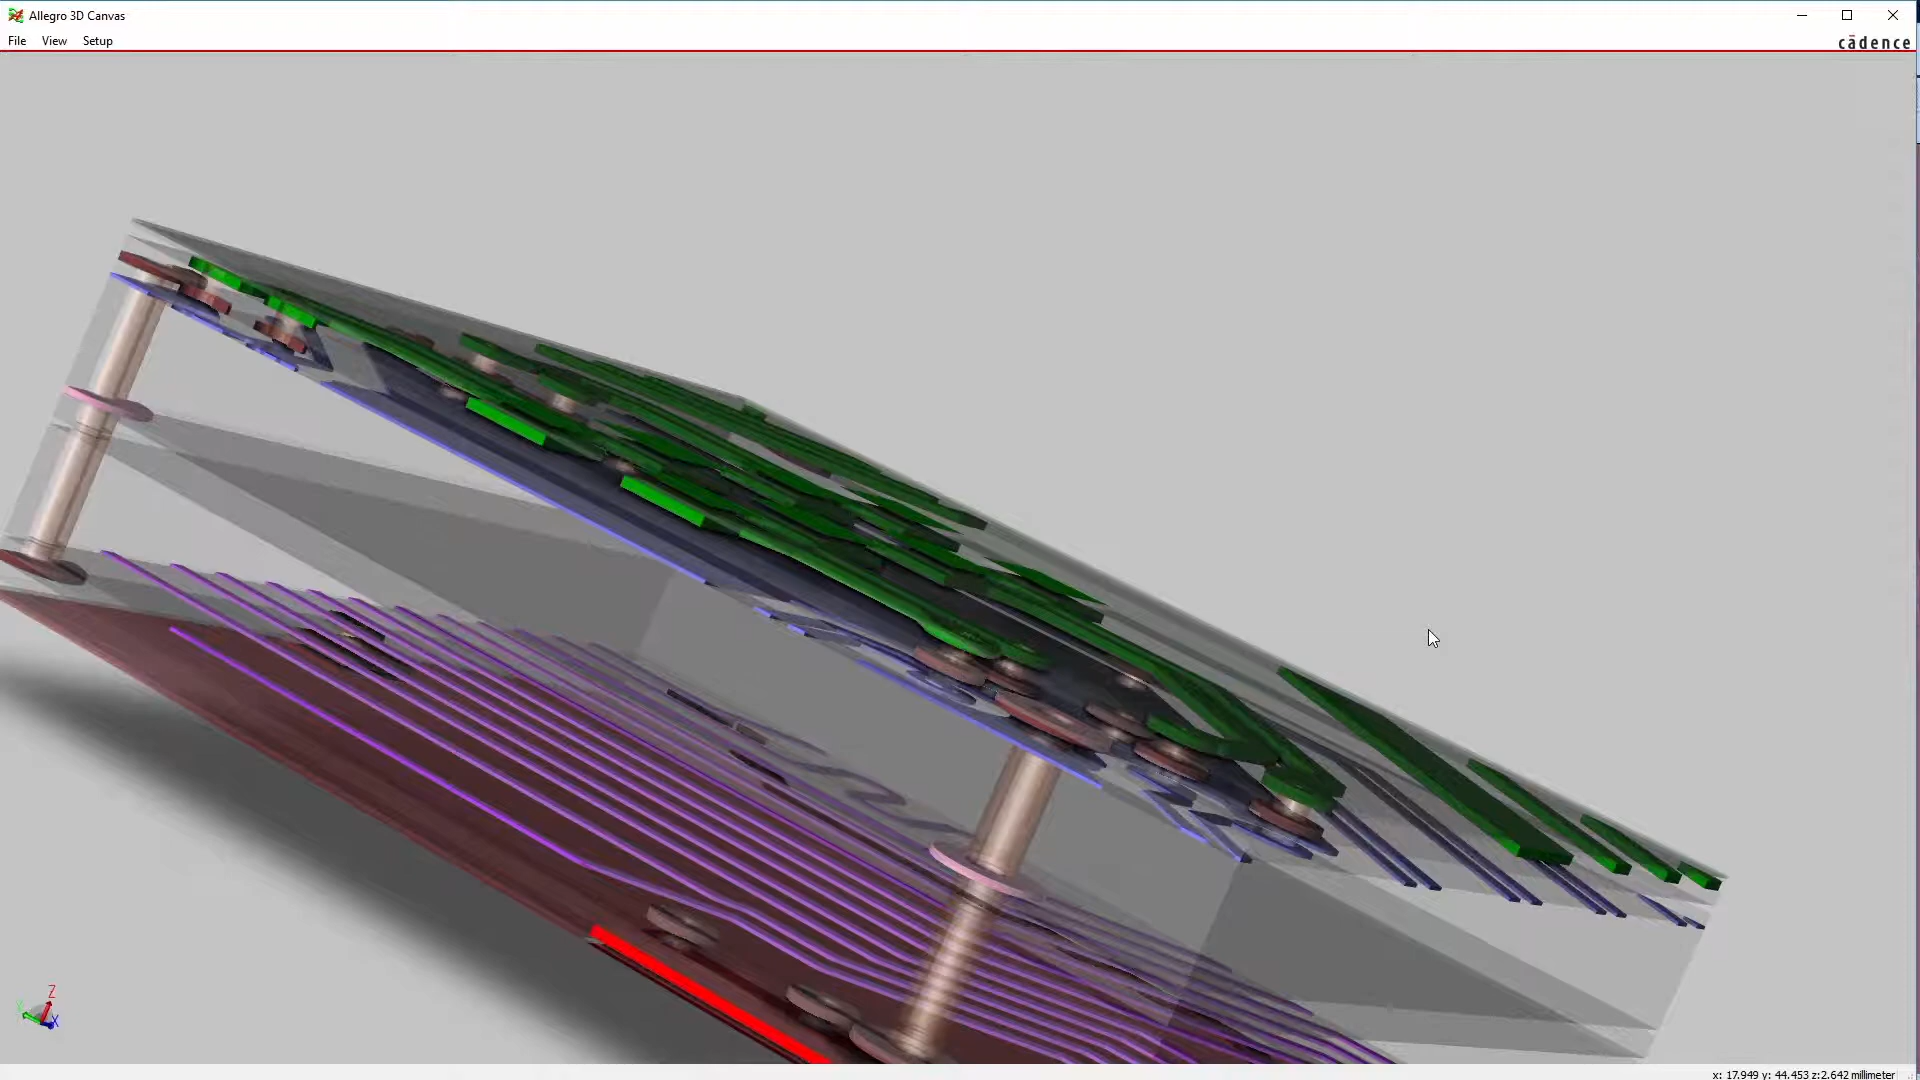 Allegro 3D Canvas
File View Setup
cādence
Z
X
x: 17.949 y: 44.453 z:2.642 millimeter